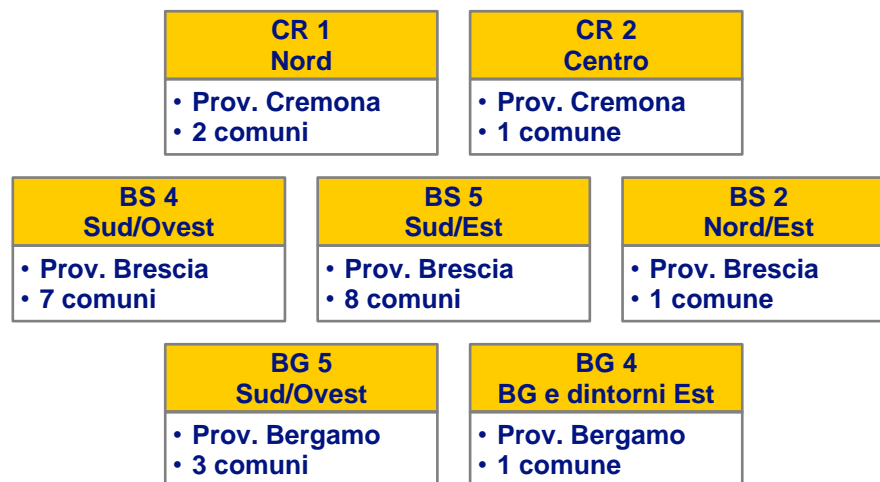 CR 1
Nord
• Prov. Cremona
• 2 comuni
CR 2
Centro
• Prov. Cremona
• 1 comune
BS 4
Sud/Ovest
• Prov. Brescia
• 7 comuni
BS 5
Sud/Est
• Prov. Brescia
• 8 comuni
BS 2
Nord/Est
• Prov. Brescia
• 1 comune
BG 5
Sud/Ovest
• Prov. Bergamo
• 3 comuni
BG 4
BG e dintorni Est
• Prov. Bergamo
• 1 comune